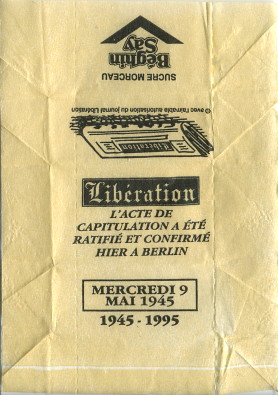 SUCRE MORCEAU
Béghin
Say
© avec l'aimable autorisation du journal Libération
Libération
Libération
L'ACTE DE
CAPITULATION A ÉTÉ
RATIFIÉ ET CONFIRMÉ
HIER A BERLIN
MERCREDI 9
MAI 1945
1945 - 1995